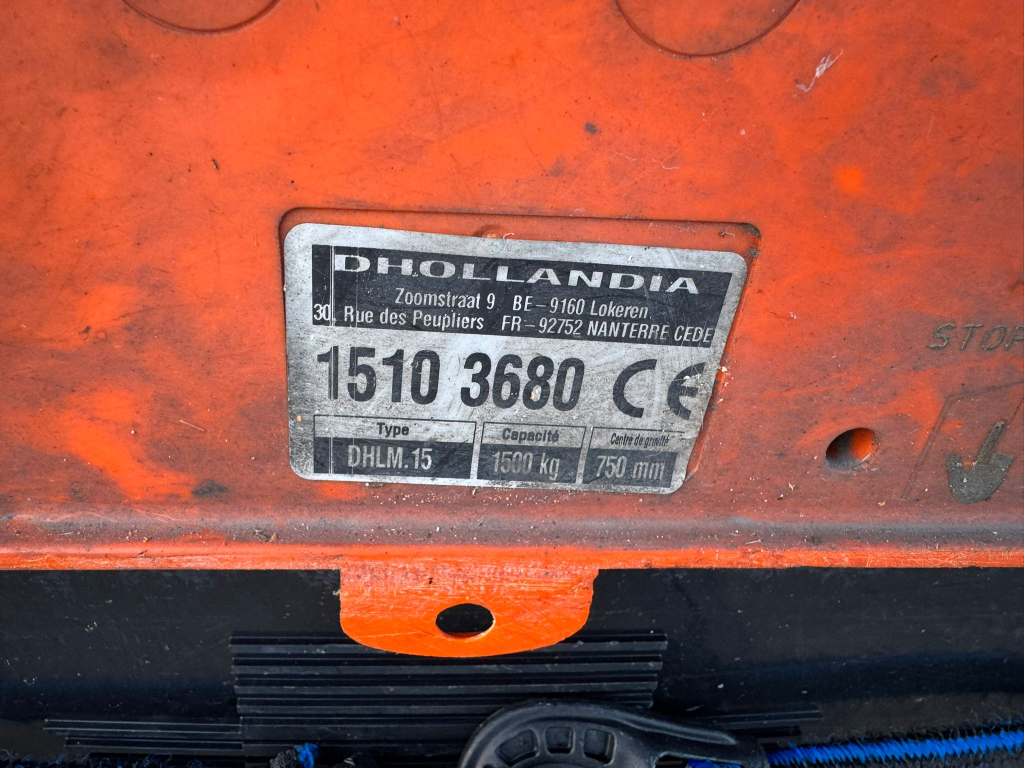 DHOLLANDIA
Zoomstraat 9 BE-9160 Lokeren
30, Rue des Peupliers FR-92752 NANTERRE CEDE
1510 3680 CE
Type Capacité Centre de gravité
DHLM.15 1500 kg 750 mm
STOP